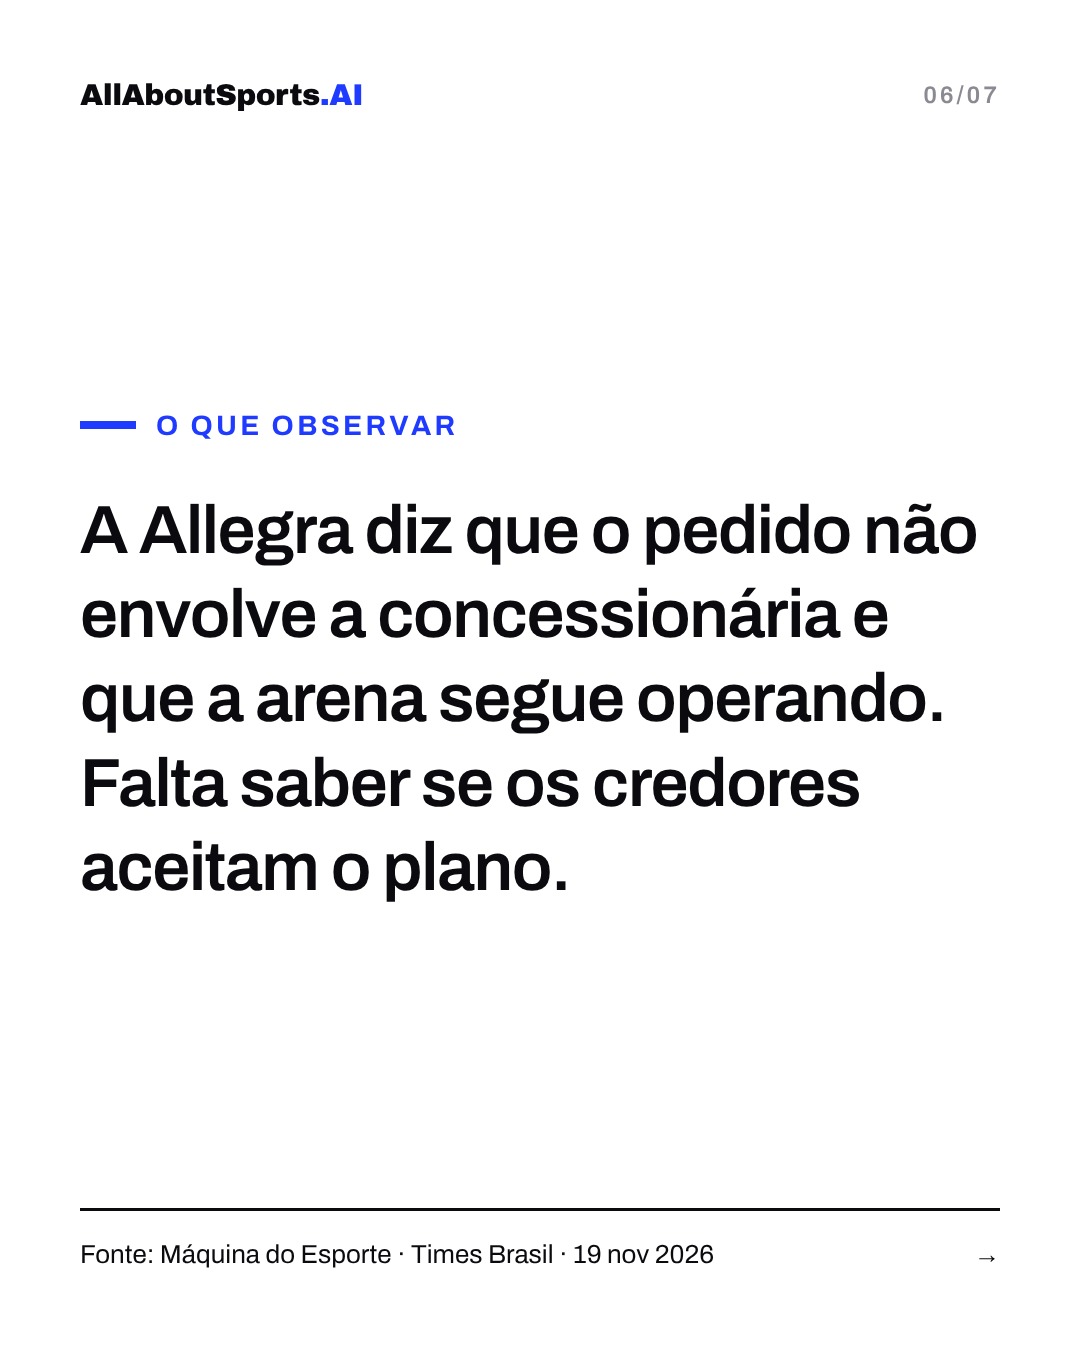 AllAboutSports.AI
06/07
O QUE OBSERVAR
A Allegra diz que o pedido não
envolve a concessionária e
que a arena segue operando.
Falta saber se os credores
aceitam o plano.
Fonte: Máquina do Esporte · Times Brasil · 19 nov 2026
→